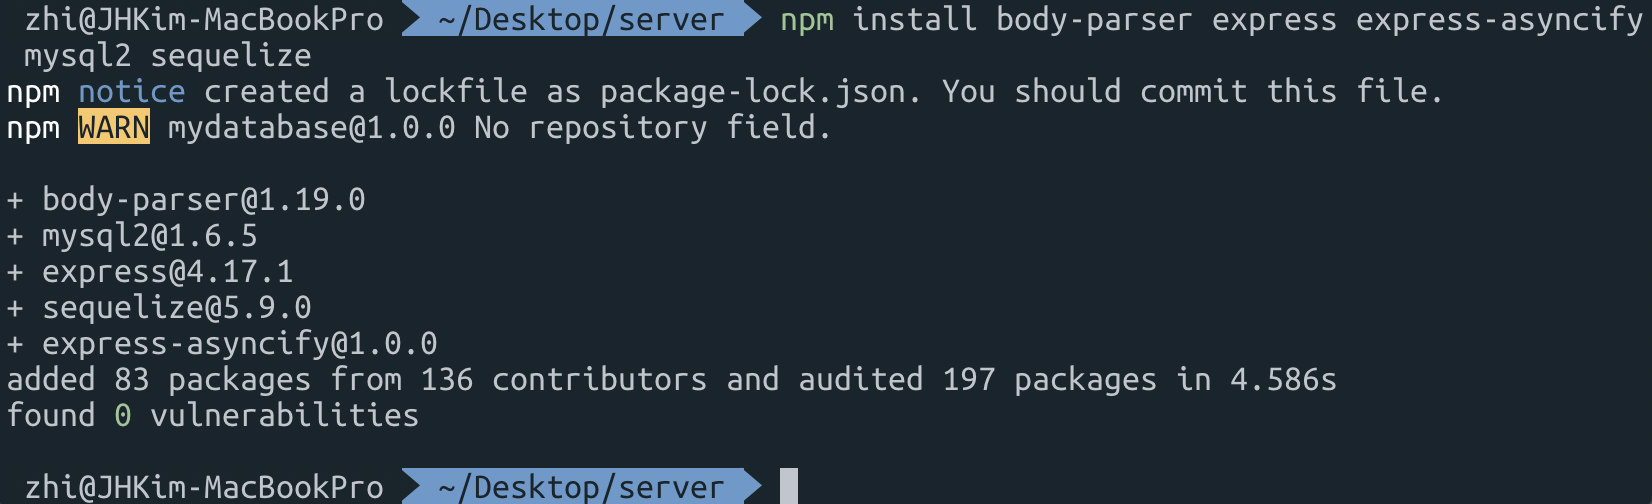 zhi@JHKim-MacBookPro ~/Desktop/server npm install body-parser express express-asyncify
mysql2 sequelize
npm notice created a lockfile as package-lock.json. You should commit this file.
npm WARN mydatabase@1.0.0 No repository field.
+ body-parser@1.19.0
+ mysql2@1.6.5
+ express@4.17.1
+ sequelize@5.9.0
+ express-asyncify@1.0.0
added 83 packages from 136 contributors and audited 197 packages in 4.586s
found 0 vulnerabilities
zhi@JHKim-MacBookPro ~/Desktop/server